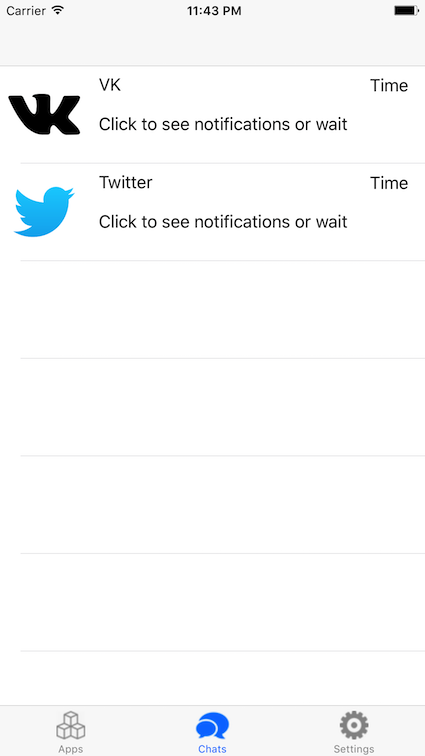 Carrier 11:43 PM
VK Time
VK
Click to see notifications or wait
Twitter Time
Click to see notifications or wait
Apps Chats Settings